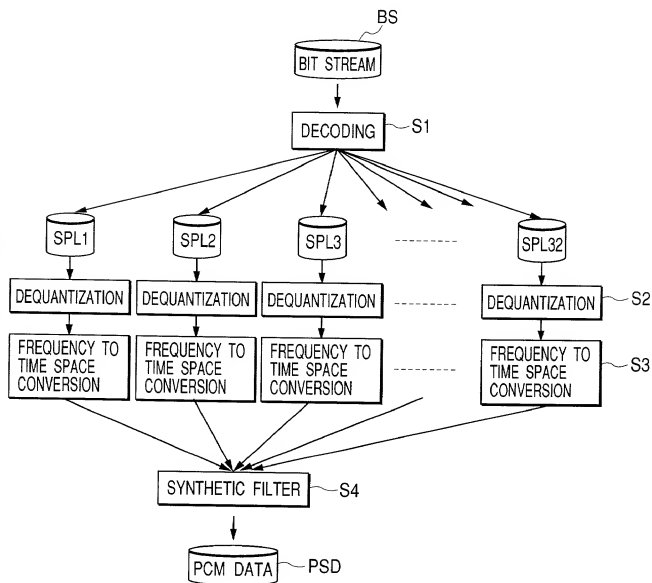 BS
BIT STREAM
DECODING
S1
SPL1
SPL2
SPL3
SPL32
DEQUANTIZATION
DEQUANTIZATION
DEQUANTIZATION
DEQUANTIZATION
S2
FREQUENCY TO
TIME SPACE
CONVERSION
FREQUENCY TO
TIME SPACE
CONVERSION
FREQUENCY TO
TIME SPACE
CONVERSION
FREQUENCY TO
TIME SPACE
CONVERSION
S3
SYNTHETIC FILTER
S4
PCM DATA
PSD